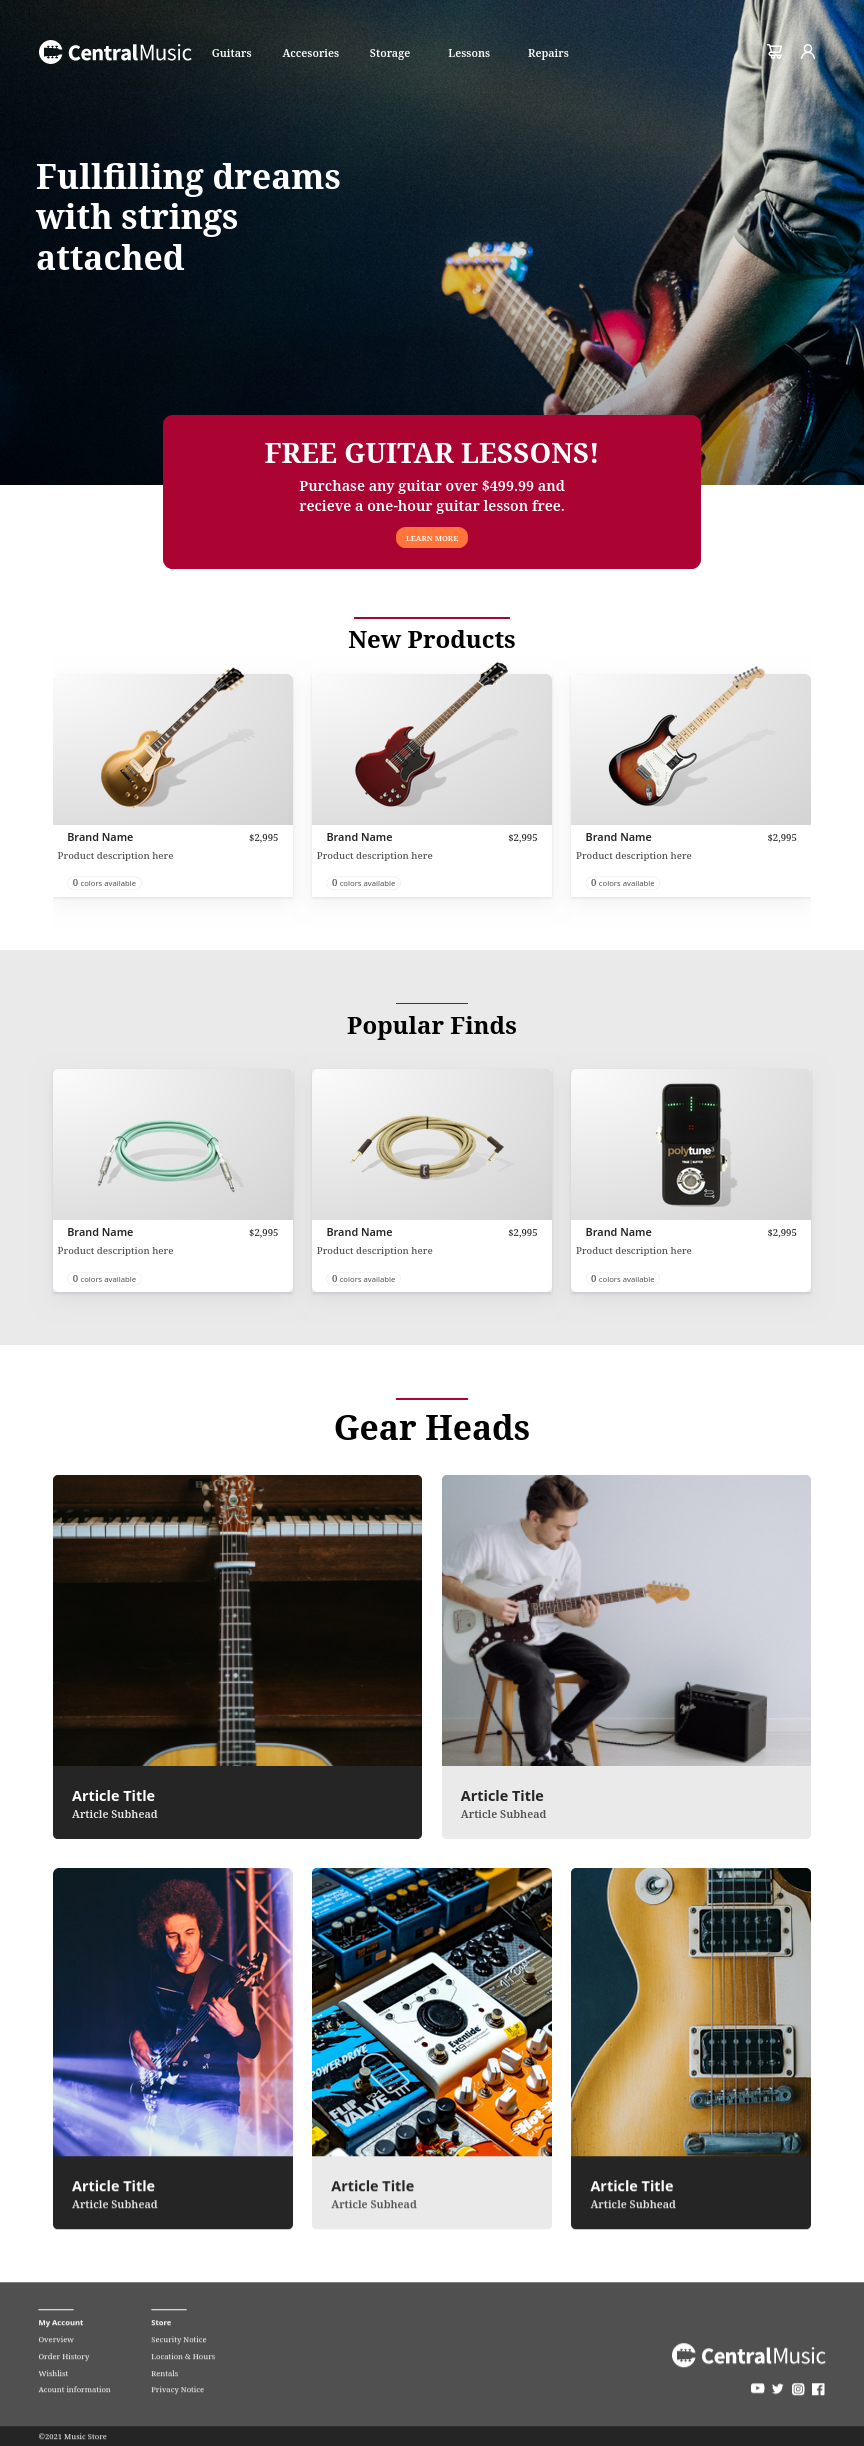 CentralMusic Guitars Accesories Storage Lessons Repairs
Fullfilling dreams
with strings
attached
FREE GUITAR LESSONS!
Purchase any guitar over $499.99 and
recieve a one-hour guitar lesson free.
LEARN MORE
New Products
Brand Name $2,995 Brand Name $2,995 Brand Name $2,995
Product description here Product description here Product description here
0 colors available 0 colors available 0 colors available
Popular Finds
polytune
Brand Name $2,995 Brand Name $2,995 Brand Name $2,995
Product description here Product description here Product description here
0 colors available 0 colors available 0 colors available
Gear Heads
Article Title Article Title
Article Subhead Article Subhead
Eventide
H9
POWER DRIVE
FLIP
VALVE
Article Title Article Title Article Title
Article Subhead Article Subhead Article Subhead
My Account Store
Overview Security Notice
Order History Location & Hours
Wishlist Rentals
Acount information Privacy Notice
CentralMusic
©2021 Music Store